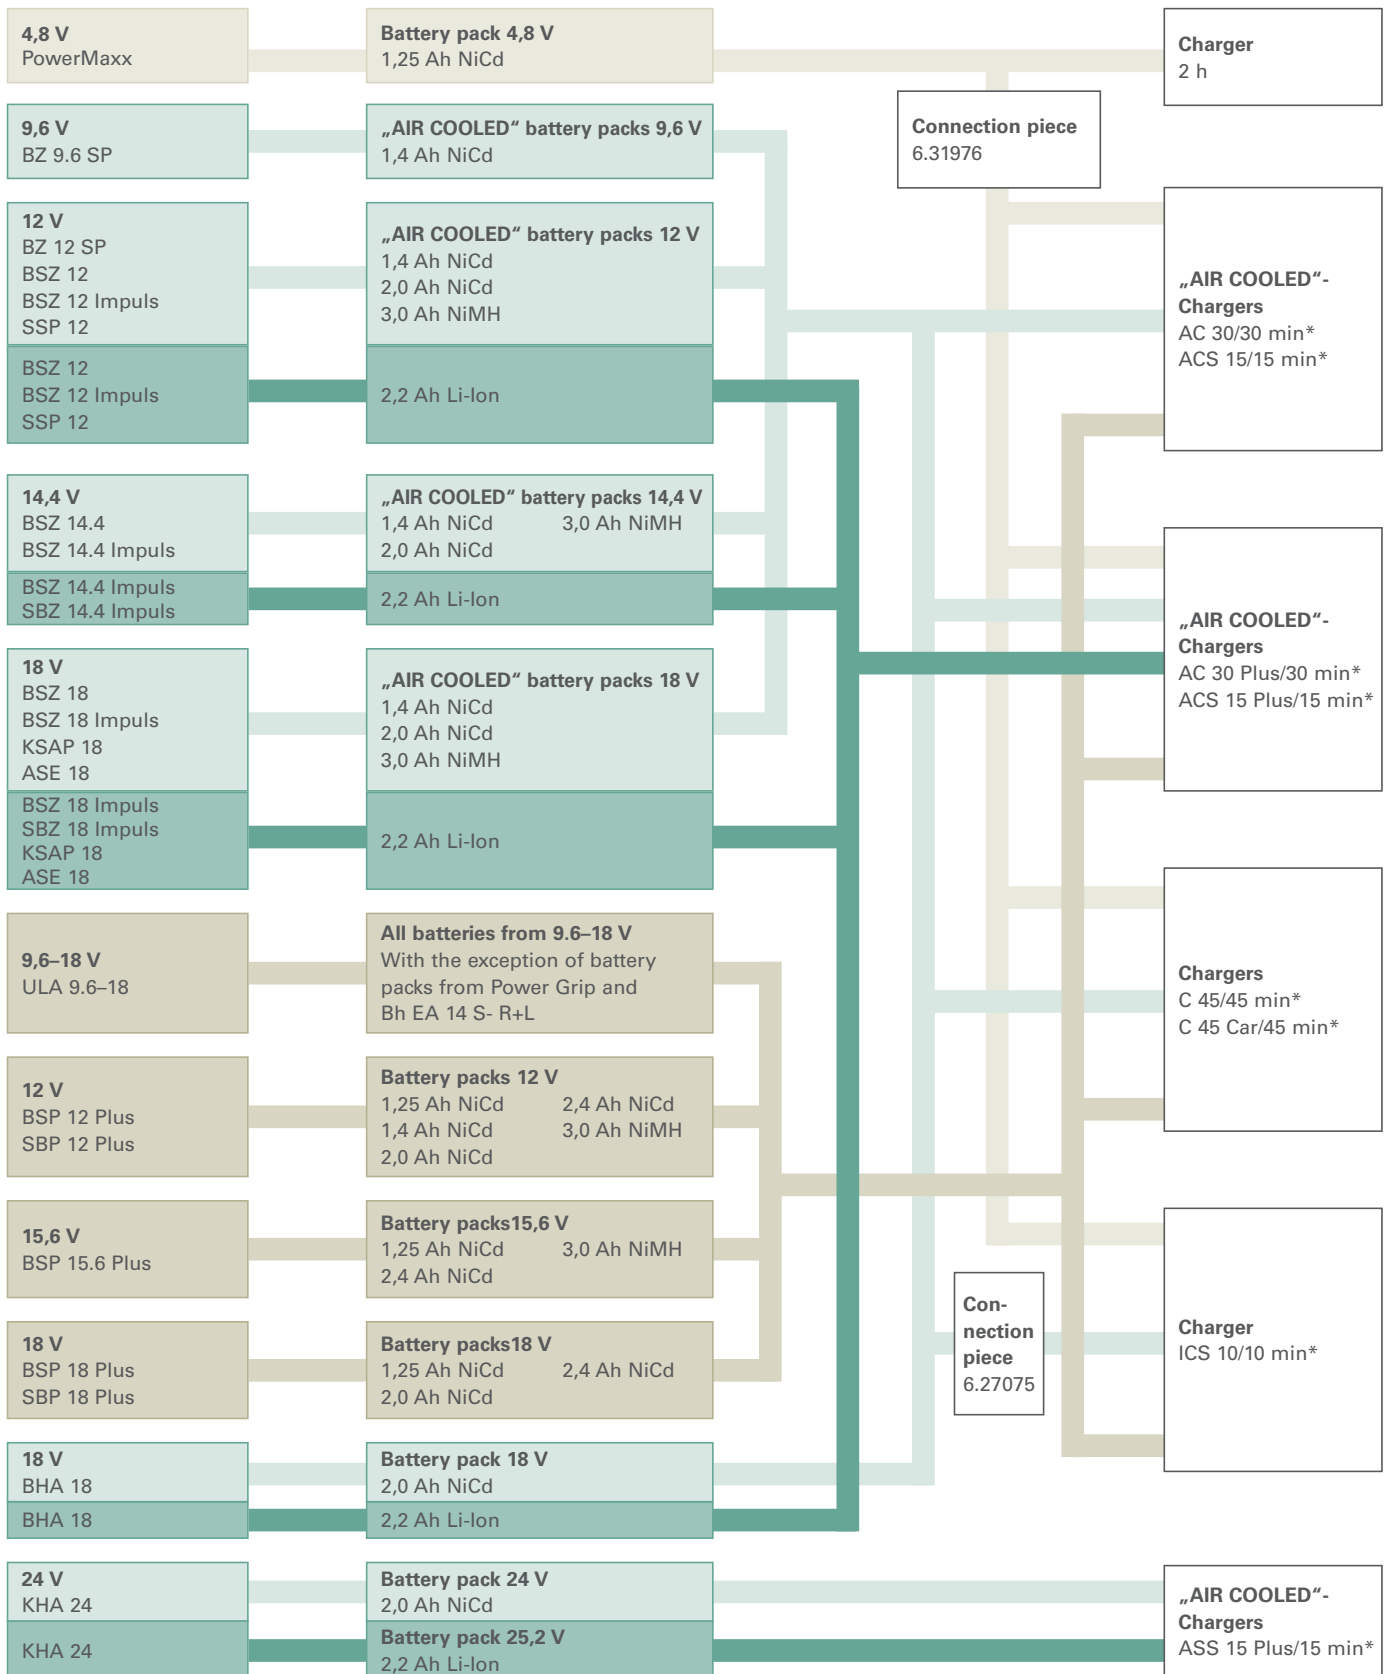 4,8 V
PowerMaxx
Battery pack 4,8 V
1,25 Ah NiCd
Charger
2 h
Connection piece
6.31976
9,6 V
BZ 9.6 SP
„AIR COOLED“ battery packs 9,6 V
1,4 Ah NiCd
12 V
BZ 12 SP
BSZ 12
BSZ 12 Impuls
SSP 12
„AIR COOLED“ battery packs 12 V
1,4 Ah NiCd
2,0 Ah NiCd
3,0 Ah NiMH
„AIR COOLED“-
Chargers
AC 30/30 min*
ACS 15/15 min*
BSZ 12
BSZ 12 Impuls
SSP 12
2,2 Ah Li-Ion
14,4 V
BSZ 14.4
BSZ 14.4 Impuls
„AIR COOLED“ battery packs 14,4 V
1,4 Ah NiCd 3,0 Ah NiMH
2,0 Ah NiCd
BSZ 14.4 Impuls
SBZ 14.4 Impuls
2,2 Ah Li-Ion
„AIR COOLED“-
Chargers
AC 30 Plus/30 min*
ACS 15 Plus/15 min*
18 V
BSZ 18
BSZ 18 Impuls
KSAP 18
ASE 18
„AIR COOLED“ battery packs 18 V
1,4 Ah NiCd
2,0 Ah NiCd
3,0 Ah NiMH
BSZ 18 Impuls
SBZ 18 Impuls
KSAP 18
ASE 18
2,2 Ah Li-Ion
9,6–18 V
ULA 9.6–18
All batteries from 9.6–18 V
With the exception of battery
packs from Power Grip and
Bh EA 14 S- R+L
Chargers
C 45/45 min*
C 45 Car/45 min*
12 V
BSP 12 Plus
SBP 12 Plus
Battery packs 12 V
1,25 Ah NiCd 2,4 Ah NiCd
1,4 Ah NiCd 3,0 Ah NiMH
2,0 Ah NiCd
15,6 V
BSP 15.6 Plus
Battery packs15,6 V
1,25 Ah NiCd 3,0 Ah NiMH
2,4 Ah NiCd
Con-
nection
piece
6.27075
Charger
ICS 10/10 min*
18 V
BSP 18 Plus
SBP 18 Plus
Battery packs18 V
1,25 Ah NiCd 2,4 Ah NiCd
2,0 Ah NiCd
18 V
BHA 18
Battery pack 18 V
2,0 Ah NiCd
BHA 18
2,2 Ah Li-Ion
24 V
KHA 24
Battery pack 24 V
2,0 Ah NiCd
KHA 24
Battery pack 25,2 V
2,2 Ah Li-Ion
„AIR COOLED“-
Chargers
ASS 15 Plus/15 min*